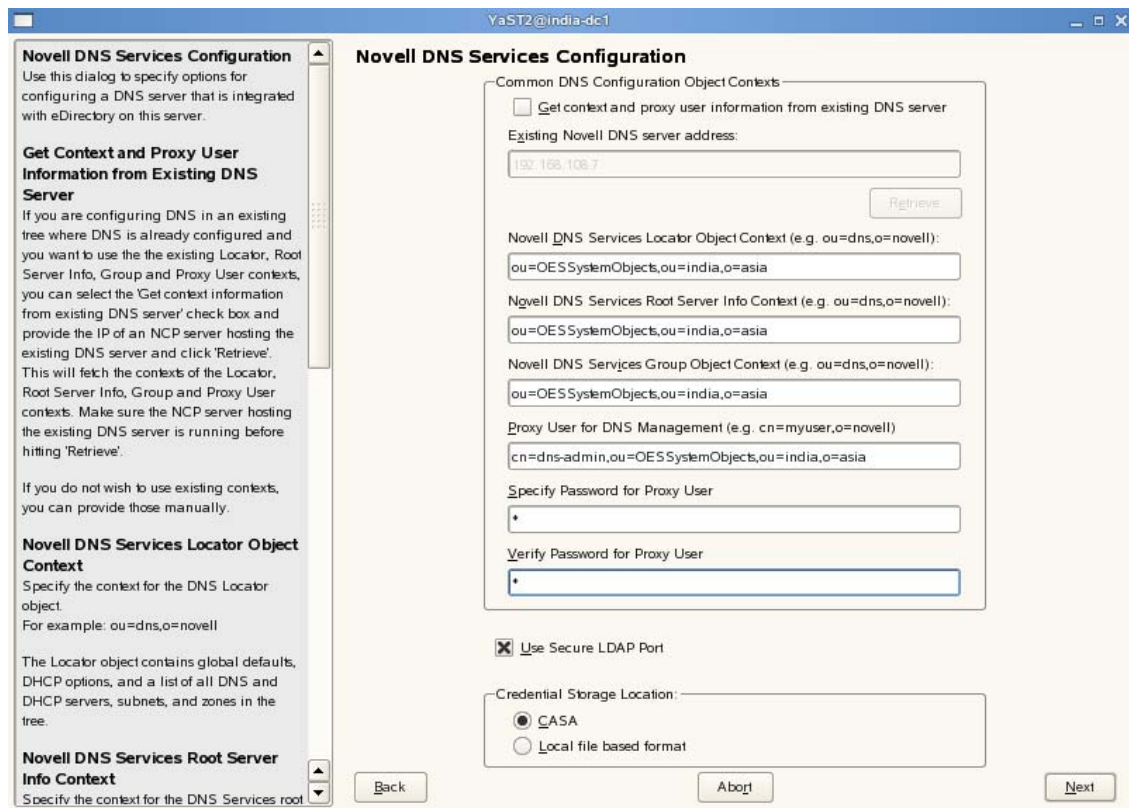 YaST2@india-dc1
Novell DNS Services Configuration
Use this dialog to specify options for
configuring a DNS server that is integrated
with eDirectory on this server.
Get Context and Proxy User
Information from Existing DNS
Server
If you are configuring DNS in an existing
tree where DNS is already configured and
you want to use the the existing Locator, Root
Server Info, Group and Proxy User contexts,
you can select the 'Get context information
from existing DNS server' check box and
provide the IP of an NCP server hosting the
existing DNS server and click 'Retrieve'.
This will fetch the contexts of the Locator,
Root Server Info, Group and Proxy User
contexts. Make sure the NCP server hosting
the existing DNS server is running before
hitting 'Retrieve'.
If you do not wish to use existing contexts,
you can provide those manually.
Novell DNS Services Locator Object
Context
Specify the context for the DNS Locator
object.
For example: ou=dns,o=novell
The Locator object contains global defaults,
DHCP options, and a list of all DNS and
DHCP servers, subnets, and zones in the
tree.
Novell DNS Services Root Server
Info Context
Specify the context for the DNS Services root
Novell DNS Services Configuration
Common DNS Configuration Object Contexts
Get context and proxy user information from existing DNS server
Existing Novell DNS server address:
192.168.108.7
Retrieve
Novell DNS Services Locator Object Context (e.g. ou=dns,o=novell):
ou=OESSystemObjects,ou=india,o=asia
Novell DNS Services Root Server Info Context (e.g. ou=dns,o=novell):
ou=OESSystemObjects,ou=india,o=asia
Novell DNS Services Group Object Context (e.g. ou=dns,o=novell):
ou=OESSystemObjects,ou=india,o=asia
Proxy User for DNS Management (e.g. cn=myuser,o=novell)
cn=dns-admin,ou=OESSystemObjects,ou=india,o=asia
Specify Password for Proxy User
*
Verify Password for Proxy User
*
Use Secure LDAP Port
Credential Storage Location:
CASA
Local file based format
Back
Abort
Next